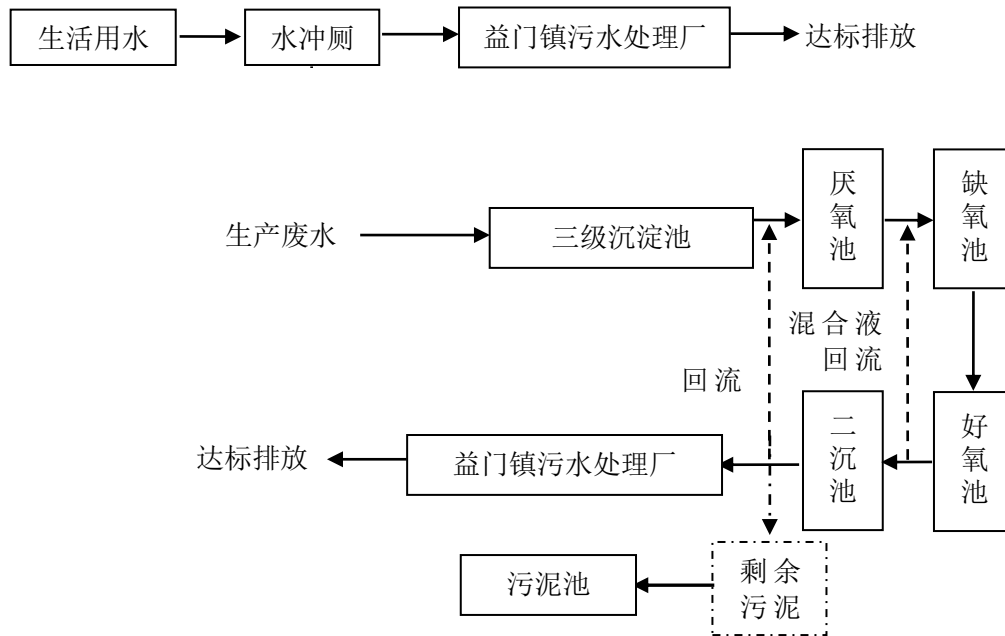 生活用水
水冲厕
益门镇污水处理厂
达标排放
生产废水
三级沉淀池
厌氧池
缺氧池
混合液
回流
回流
达标排放
益门镇污水处理厂
二沉池
好氧池
污泥池
剩余
污泥